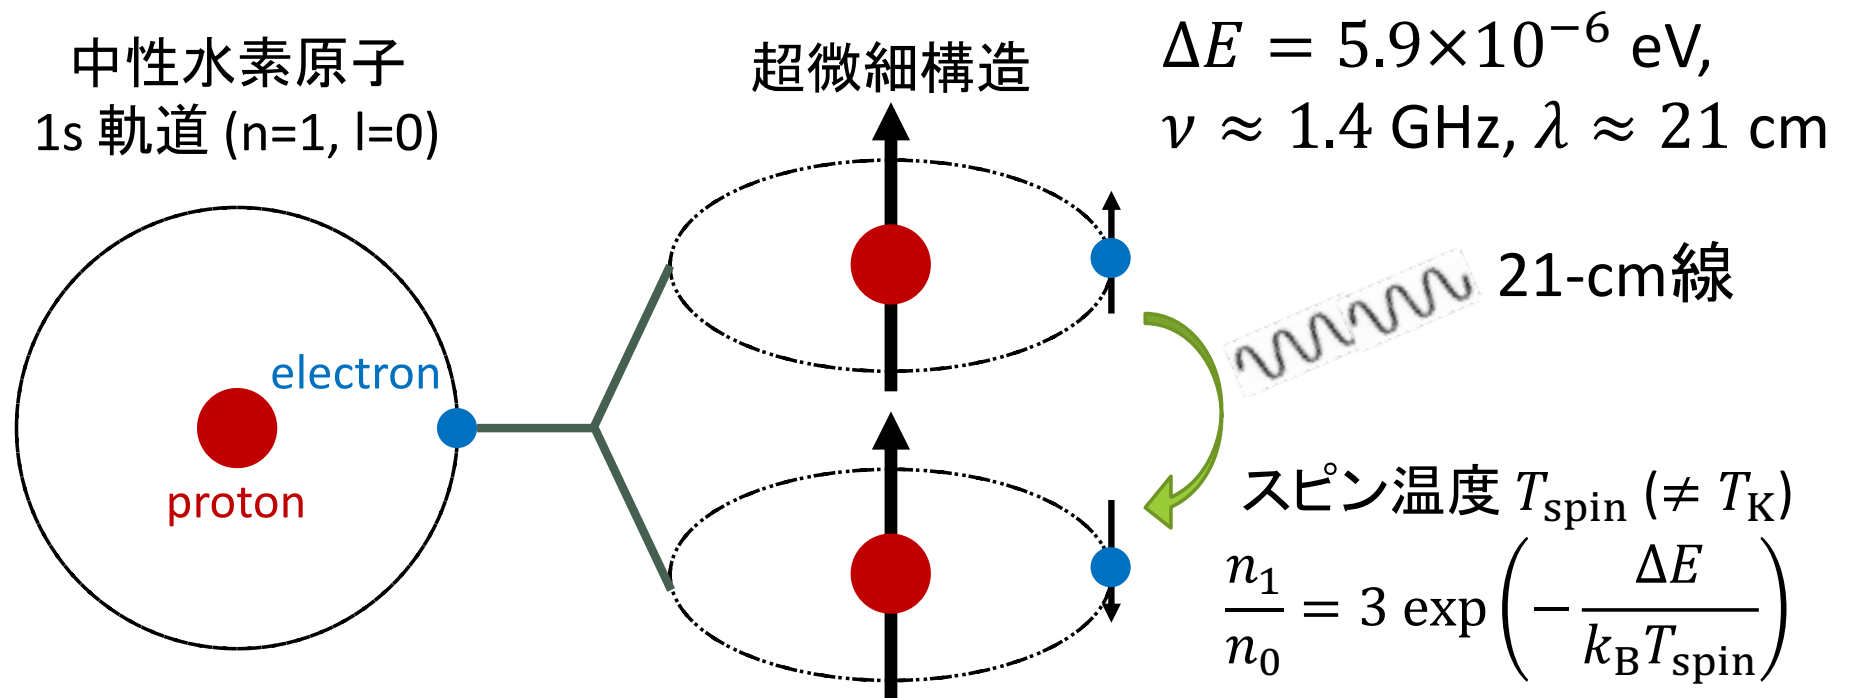 中性水素原子
1s 軌道 (n=1, l=0)
electron
proton
超微細構造
ΔE = 5.9×10⁻⁶ eV,
ν ≈ 1.4 GHz, λ ≈ 21 cm
21-cm線
スピン温度 T_spin (≠ T_K)
n₁/n₀ = 3 exp(−ΔE/(k_B T_spin))